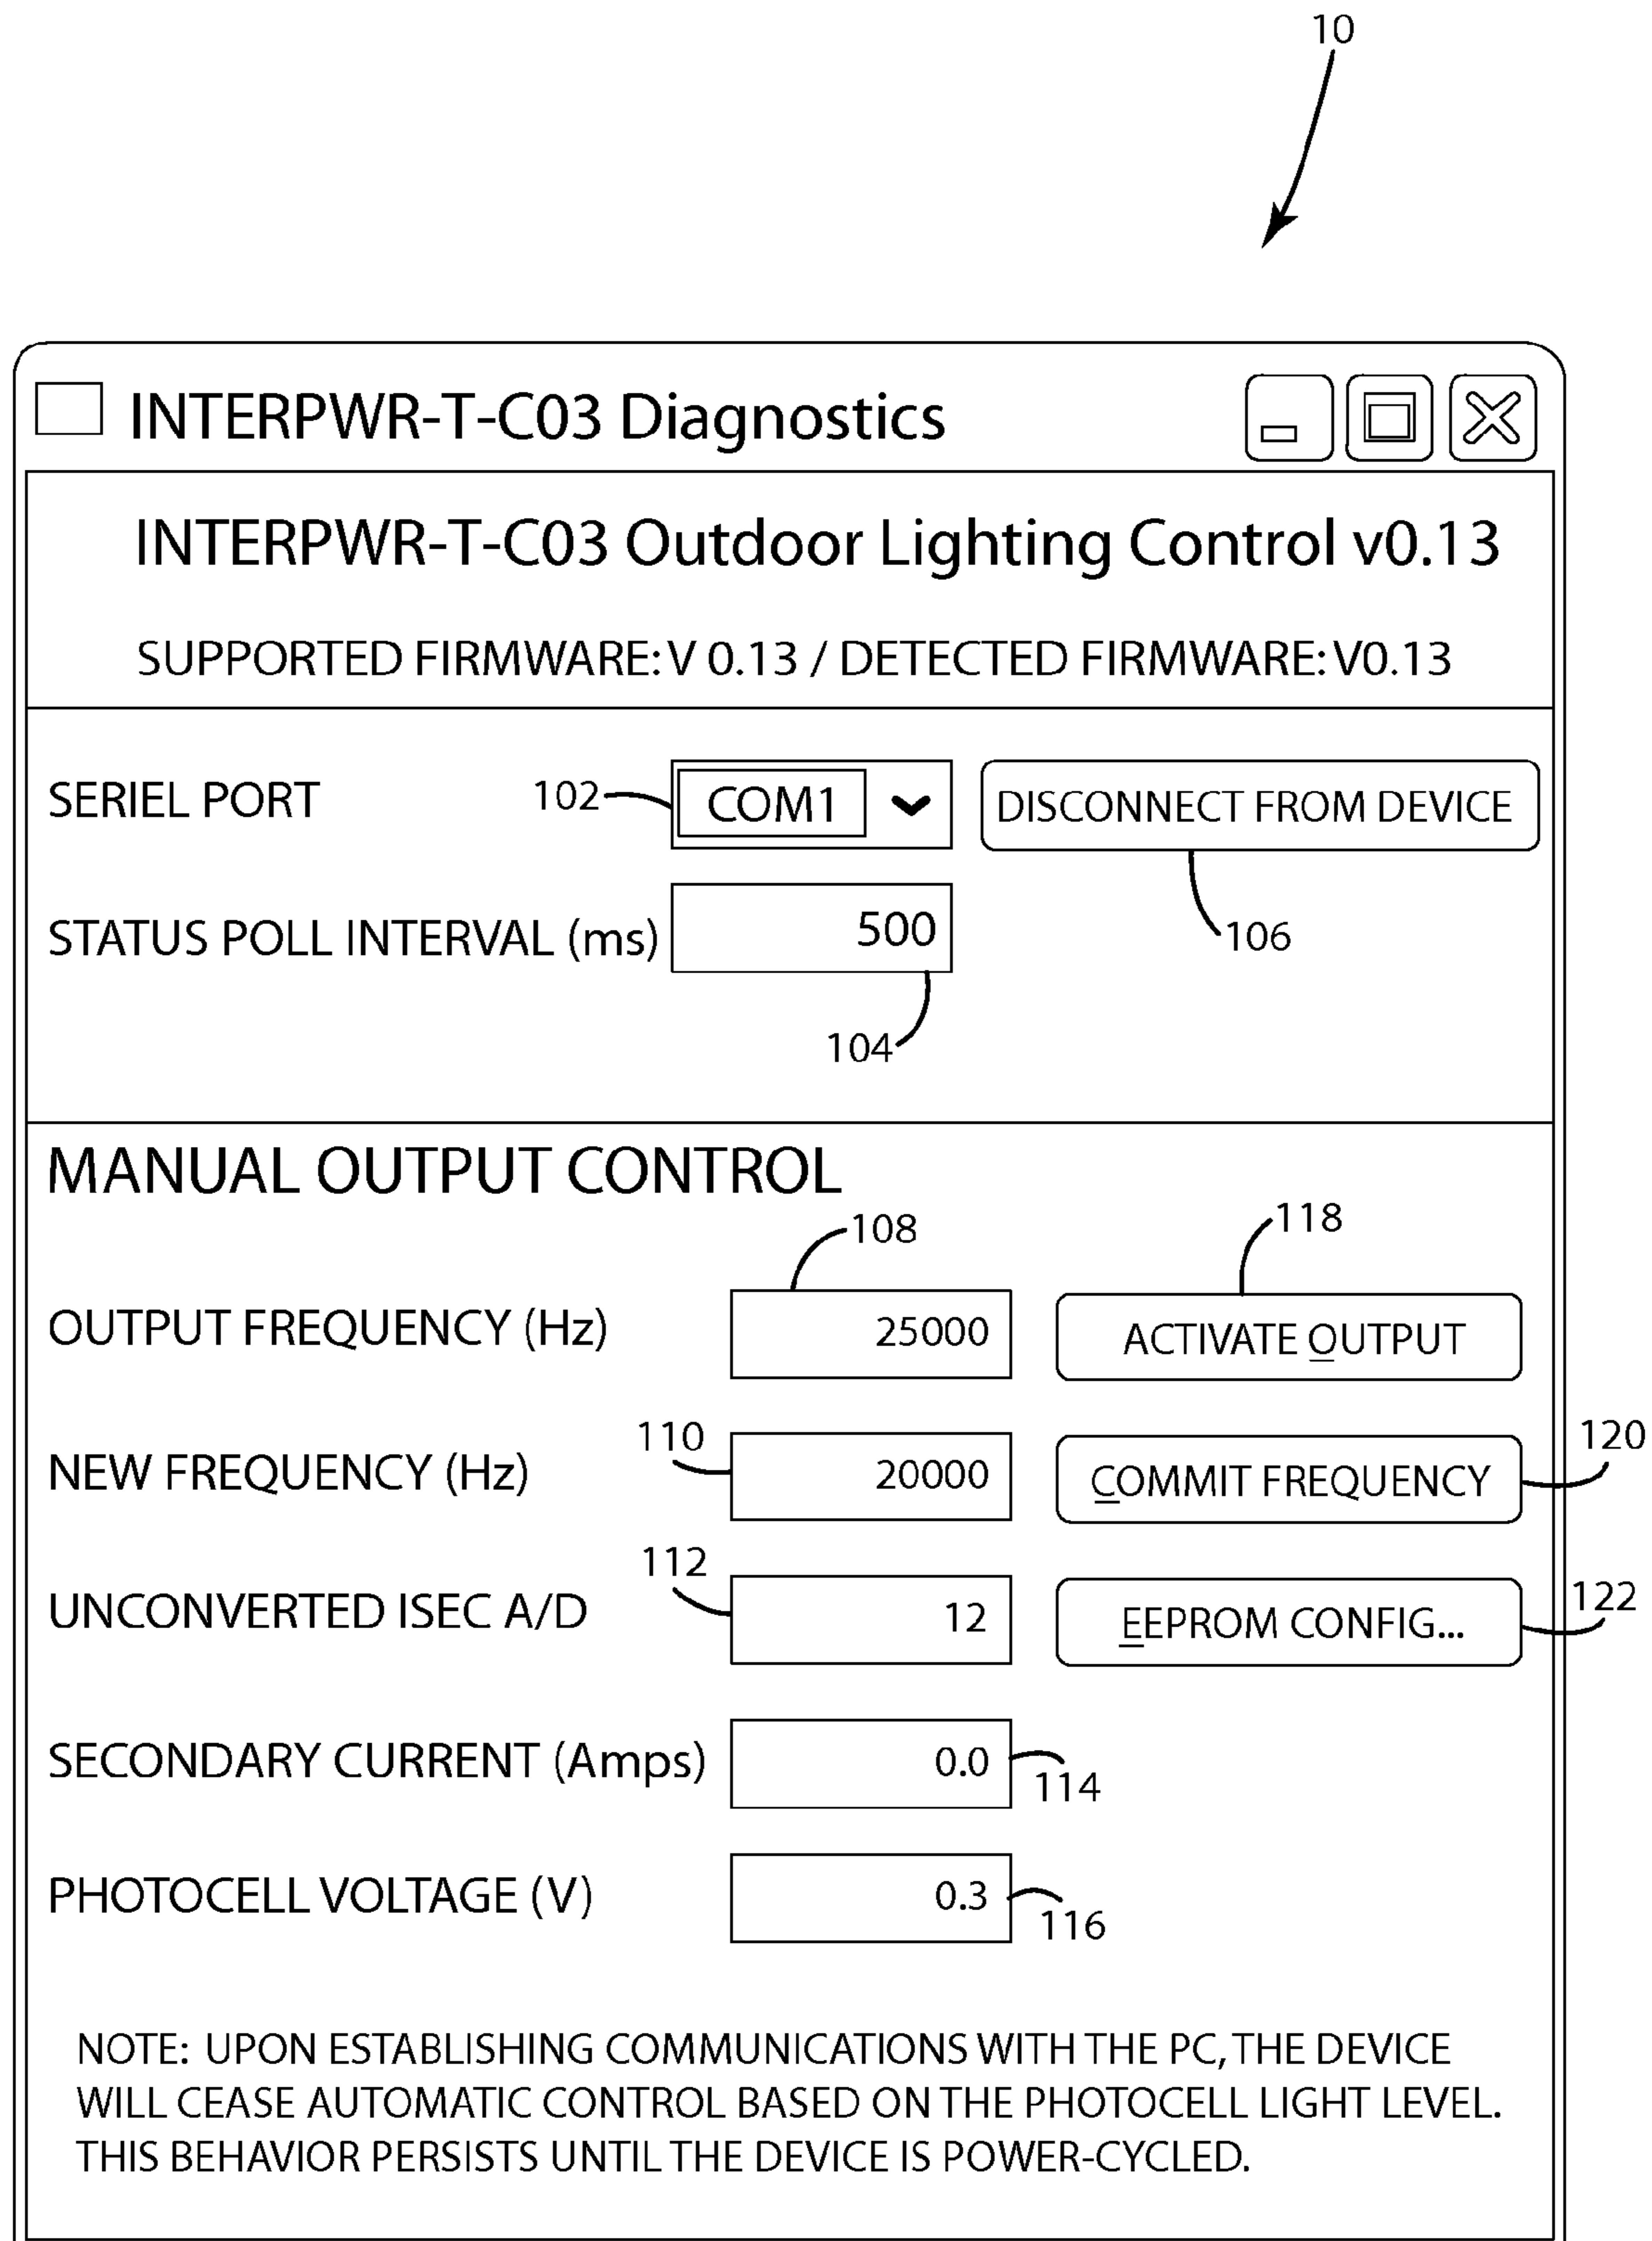 10
INTERPWR-T-C03 Diagnostics
INTERPWR-T-C03 Outdoor Lighting Control v0.13
SUPPORTED FIRMWARE: V 0.13 / DETECTED FIRMWARE: V0.13
SERIEL PORT 102 COM1 DISCONNECT FROM DEVICE
STATUS POLL INTERVAL (ms) 500 106
104
MANUAL OUTPUT CONTROL
108 118
OUTPUT FREQUENCY (Hz) 25000 ACTIVATE OUTPUT
NEW FREQUENCY (Hz) 110 20000 COMMIT FREQUENCY 120
UNCONVERTED ISEC A/D 112 12 EEPROM CONFIG... 122
SECONDARY CURRENT (Amps) 0.0 114
PHOTOCELL VOLTAGE (V) 0.3 116
NOTE: UPON ESTABLISHING COMMUNICATIONS WITH THE PC, THE DEVICE
WILL CEASE AUTOMATIC CONTROL BASED ON THE PHOTOCELL LIGHT LEVEL.
THIS BEHAVIOR PERSISTS UNTIL THE DEVICE IS POWER-CYCLED.